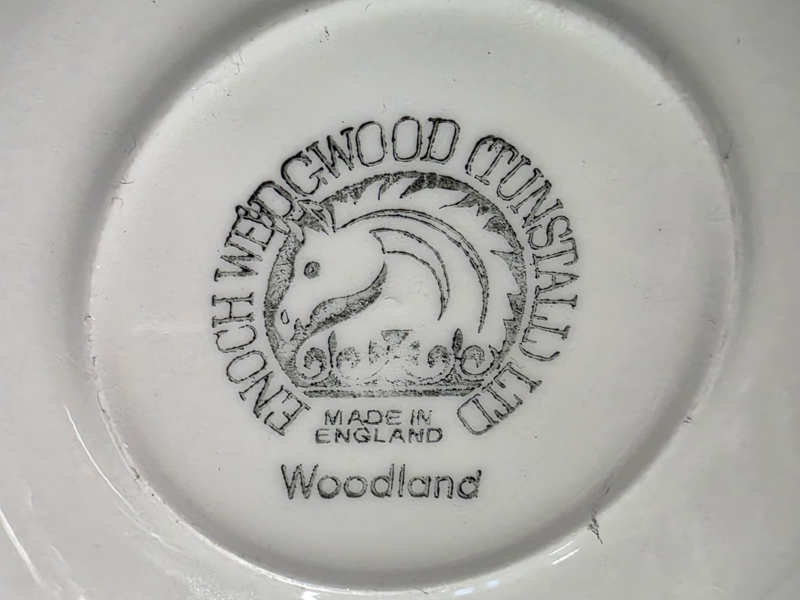 ENOCH WEDGWOOD (TUNSTALL) LTD
MADE IN
ENGLAND
Woodland